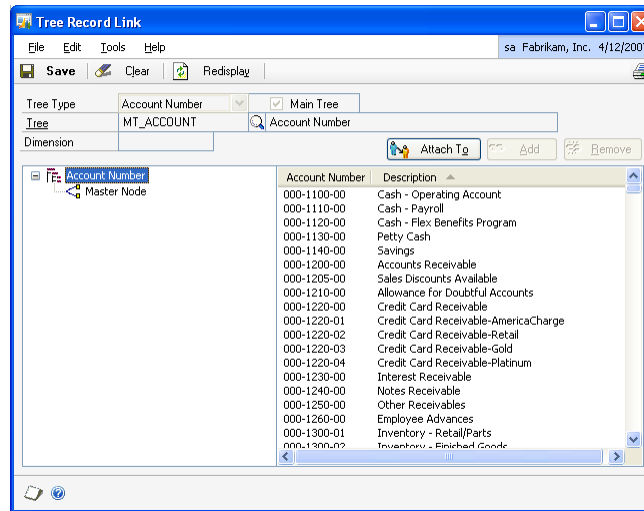 Tree Record Link
File Edit Tools Help
sa Fabrikam, Inc. 4/12/200
Save Clear Redisplay
Tree Type Account Number Main Tree
Tree MT_ACCOUNT Account Number
Dimension
Attach To Add Remove
Account Number
Master Node
Account Number Description
000-1100-00 Cash - Operating Account
000-1110-00 Cash - Payroll
000-1120-00 Cash - Flex Benefits Program
000-1130-00 Petty Cash
000-1140-00 Savings
000-1200-00 Accounts Receivable
000-1205-00 Sales Discounts Available
000-1210-00 Allowance for Doubtful Accounts
000-1220-00 Credit Card Receivable
000-1220-01 Credit Card Receivable-AmericaCharge
000-1220-02 Credit Card Receivable-Retail
000-1220-03 Credit Card Receivable-Gold
000-1220-04 Credit Card Receivable-Platinum
000-1230-00 Interest Receivable
000-1240-00 Notes Receivable
000-1250-00 Other Receivables
000-1260-00 Employee Advances
000-1300-01 Inventory - Retail/Parts
000-1300-02 Inventory - Finished Goods